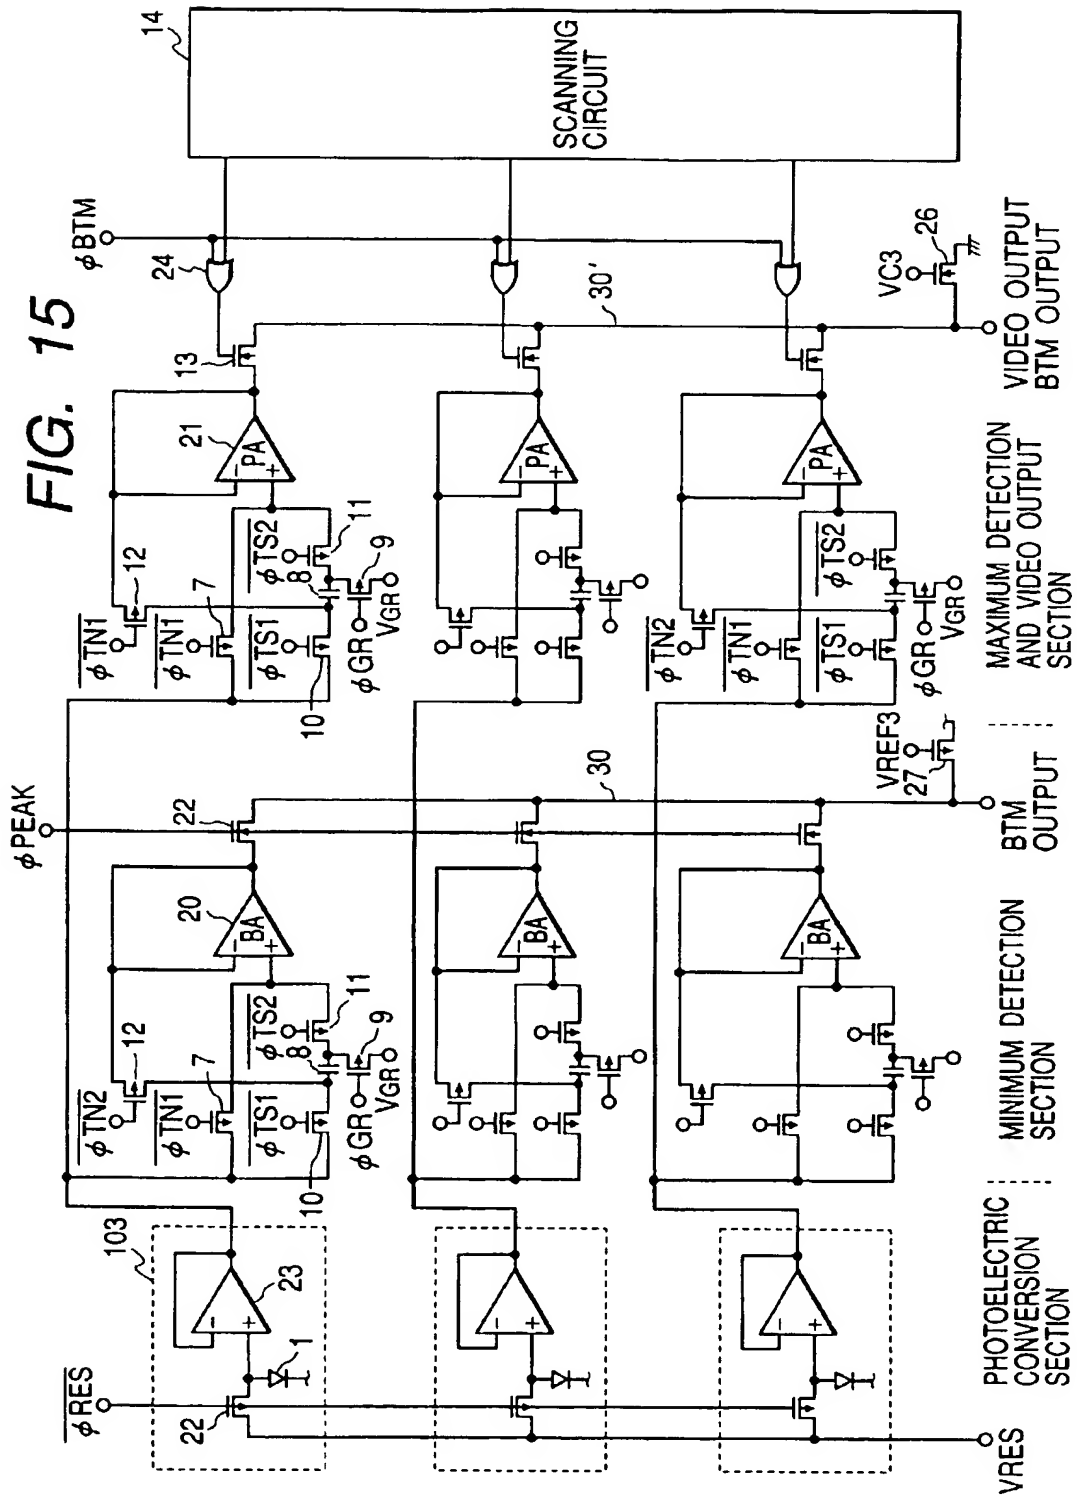 FIG. 15
14
SCANNING
CIRCUIT
φBTM
24
VC3
26
13
30'
VIDEO OUTPUT
BTM OUTPUT
21
PA
−
+
PA
−
+
PA
−
+
φTN2
12
φTN1
7
φTS1
10
φTS2
11
8
9
φGR
VGR
φTN1
12
φTN1
7
φTS1
10
φTS2
11
8
9
φGR
VGR
φTN2
φTN1
φTS1
φTS2
φGR
VGR
MAXIMUM DETECTION
AND VIDEO OUTPUT
SECTION
φPEAK
22
30
VREF3
27
BTM
OUTPUT
20
BA
−
+
BA
−
+
BA
−
+
MINIMUM DETECTION
SECTION
103
23
−
+
−
+
−
+
1
φRES
22
VRES
PHOTOELECTRIC
CONVERSION
SECTION